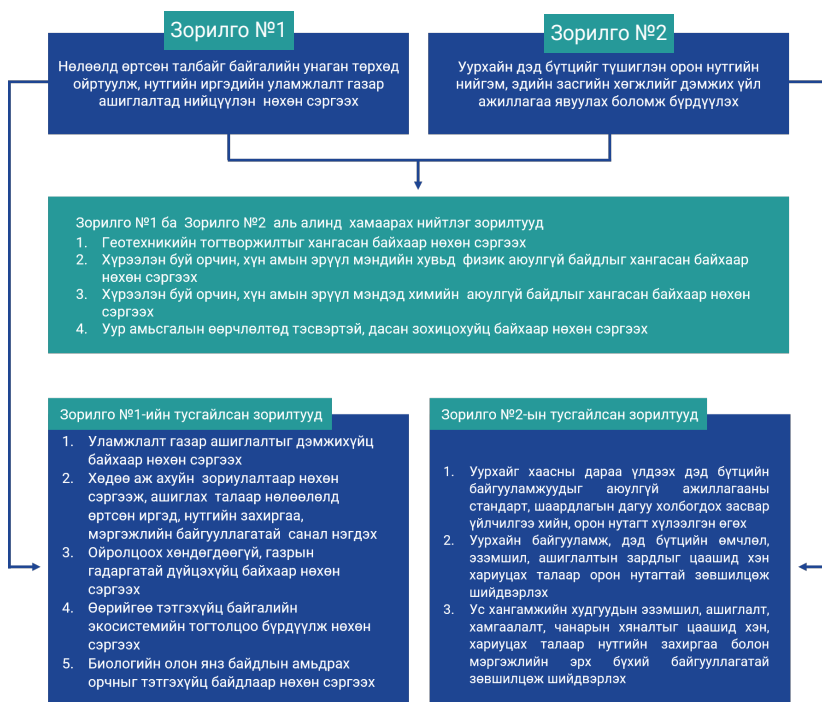 Зорилго №1
Нөлөөлд өртсөн талбайг байгалийн унаган төрхөд
ойртуулж, нутгийн иргэдийн уламжлалт газар
ашиглалтад нийцүүлэн нөхөн сэргээх
Зорилго №2
Уурхайн дэд бүтцийг түшиглэн орон нутгийн
нийгэм, эдийн засгийн хөгжлийг дэмжих үйл
ажиллагаа явуулах боломж бүрдүүлэх
Зорилго №1 ба Зорилго №2 аль алинд хамаарах нийтлэг зорилтууд
1. Геотехникийн тогтворжилтыг хангасан байхаар нөхөн сэргээх
2. Хүрээлэн буй орчин, хүн амын эрүүл мэндийн хувьд физик аюулгүй байдлыг хангасан байхаар
нөхөн сэргээх
3. Хүрээлэн буй орчин, хүн амын эрүүл мэндэд химийн аюулгүй байдлыг хангасан байхаар нөхөн
сэргээх
4. Уур амьсгалын өөрчлөлтөд тэсвэртэй, дасан зохицохуйц байхаар нөхөн сэргээх
Зорилго №1-ийн тусгайлсан зорилтууд
1. Уламжлалт газар ашиглалтыг дэмжихүйц
байхаар нөхөн сэргээх
2. Хөдөө аж ахуйн зориулалтаар нөхөн
сэргээж, ашиглах талаар нөлөөлөлд
өртсөн иргэд, нутгийн захиргаа,
мэргэжлийн байгууллагатай санал нэгдэх
3. Ойролцоох хөндөгдөөгүй, газрын
гадаргатай дүйцэхүйц байхаар нөхөн
сэргээх
4. Өөрийгөө тэтгэхүйц байгалийн
экосистемийн тогтолцоо бүрдүүлж нөхөн
сэргээх
5. Биологийн олон янз байдлын амьдрах
орчныг тэтгэхүйц байдлаар нөхөн сэргээх
Зорилго №2-ын тусгайлсан зорилтууд
1. Уурхайг хаасны дараа үлдээх дэд бүтцийн
байгууламжуудыг аюулгүй ажиллагааны
стандарт, шаардлагын дагуу холбогдох засвар
үйлчилгээ хийн, орон нутагт хүлээлгэн өгөх
2. Уурхайн байгууламж, дэд бүтцийн өмчлөл,
эзэмшил, ашиглалтын зардлыг цаашид хэн
хариуцах талаар орон нутагтай зөвшилцөж
шийдвэрлэх
3. Ус хангамжийн худгуудын эзэмшил, ашиглалт,
хамгаалалт, чанарын хяналтыг цаашид хэн,
хариуцах талаар нутгийн захиргаа болон
мэргэжлийн эрх бүхий байгууллагатай
зөвшилцөж шийдвэрлэх